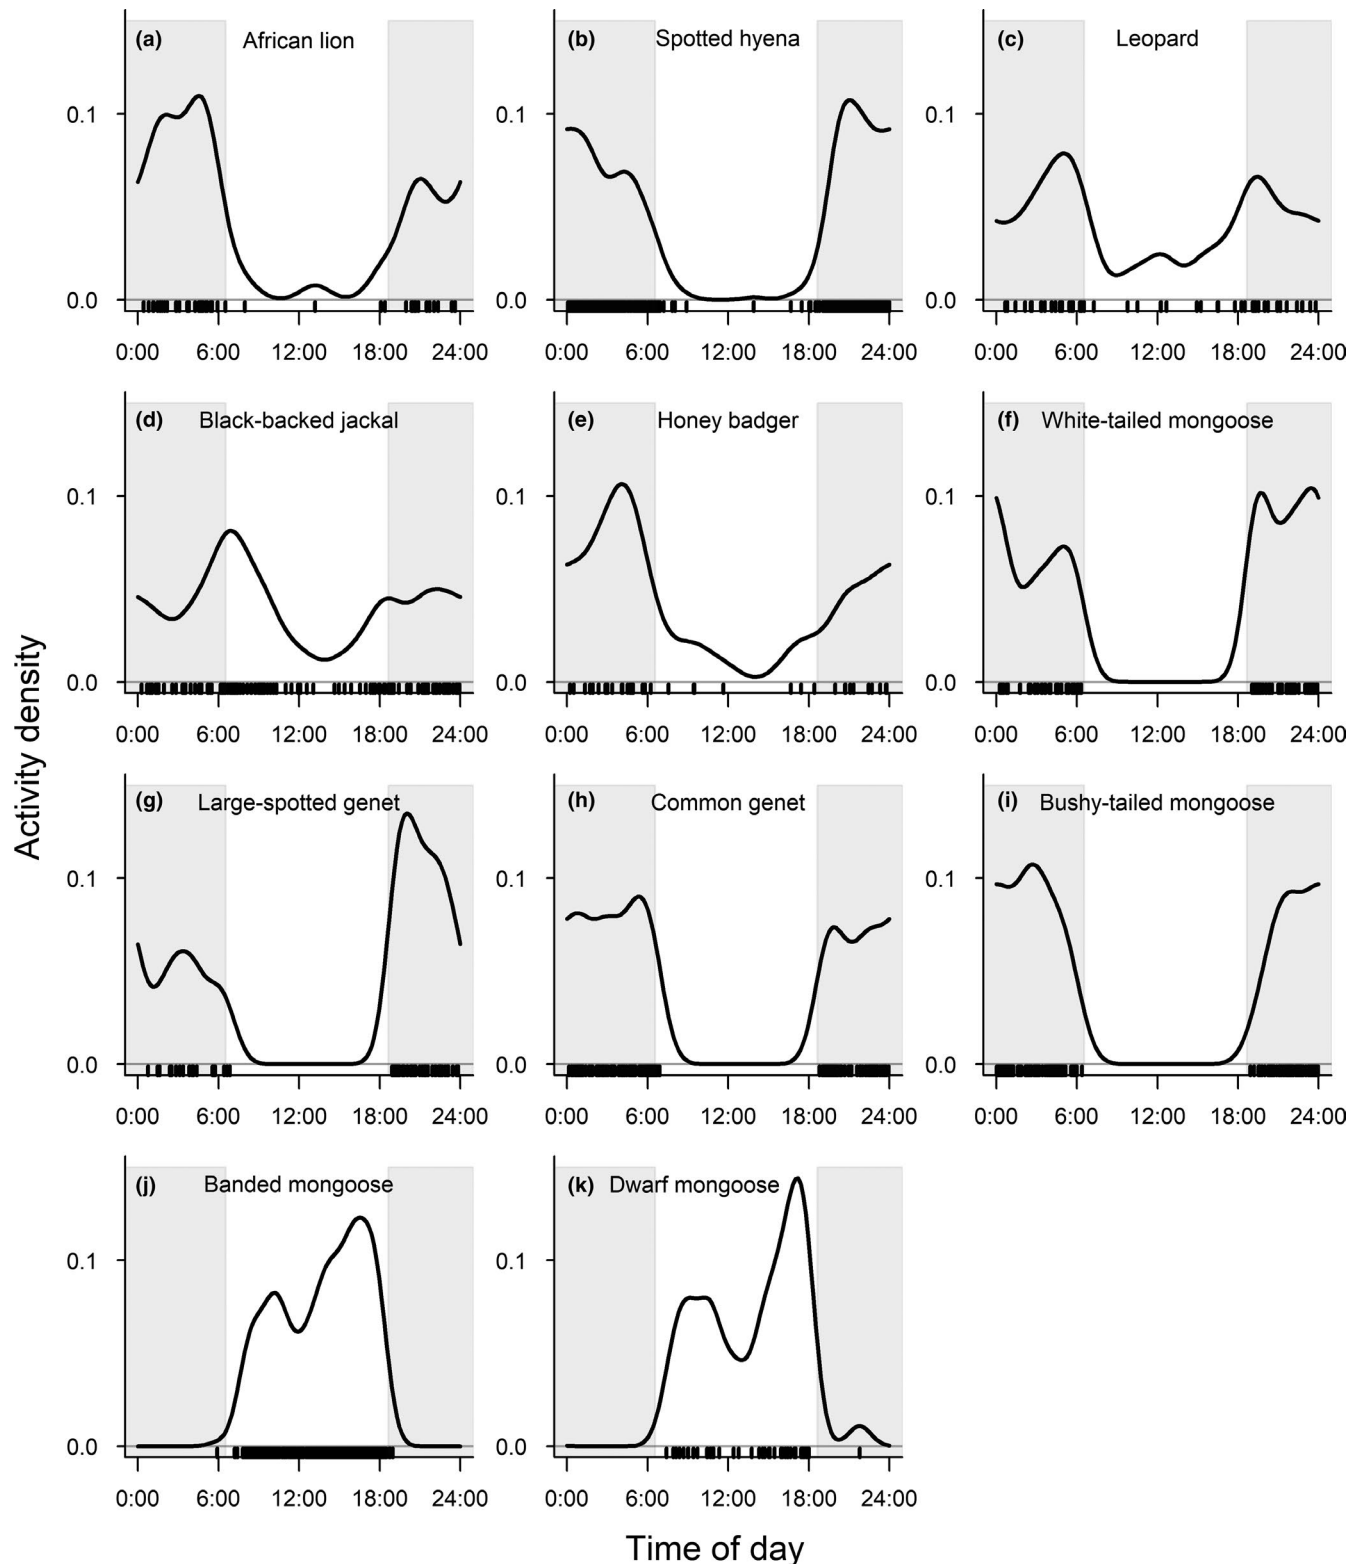 (a) African lion
(b) Spotted hyena
(c) Leopard
0.1
0.1
0.1
0.0
0.0
0.0
0:00 6:00 12:00 18:00 24:00
0:00 6:00 12:00 18:00 24:00
0:00 6:00 12:00 18:00 24:00
(d) Black-backed jackal
(e) Honey badger
(f) White-tailed mongoose
0.1
0.1
0.1
0.0
0.0
0.0
0:00 6:00 12:00 18:00 24:00
0:00 6:00 12:00 18:00 24:00
0:00 6:00 12:00 18:00 24:00
Activity density
(g) Large-spotted genet
(h) Common genet
(i) Bushy-tailed mongoose
0.1
0.1
0.1
0.0
0.0
0.0
0:00 6:00 12:00 18:00 24:00
0:00 6:00 12:00 18:00 24:00
0:00 6:00 12:00 18:00 24:00
(j) Banded mongoose
(k) Dwarf mongoose
0.1
0.1
0.0
0.0
0:00 6:00 12:00 18:00 24:00
0:00 6:00 12:00 18:00 24:00
Time of day